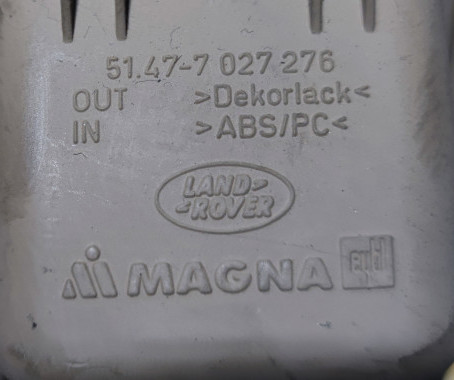 51.47-7 027 276
OUT >Dekorlack<
IN >ABS/PC<
LAND>
-ROVER
MAGNA